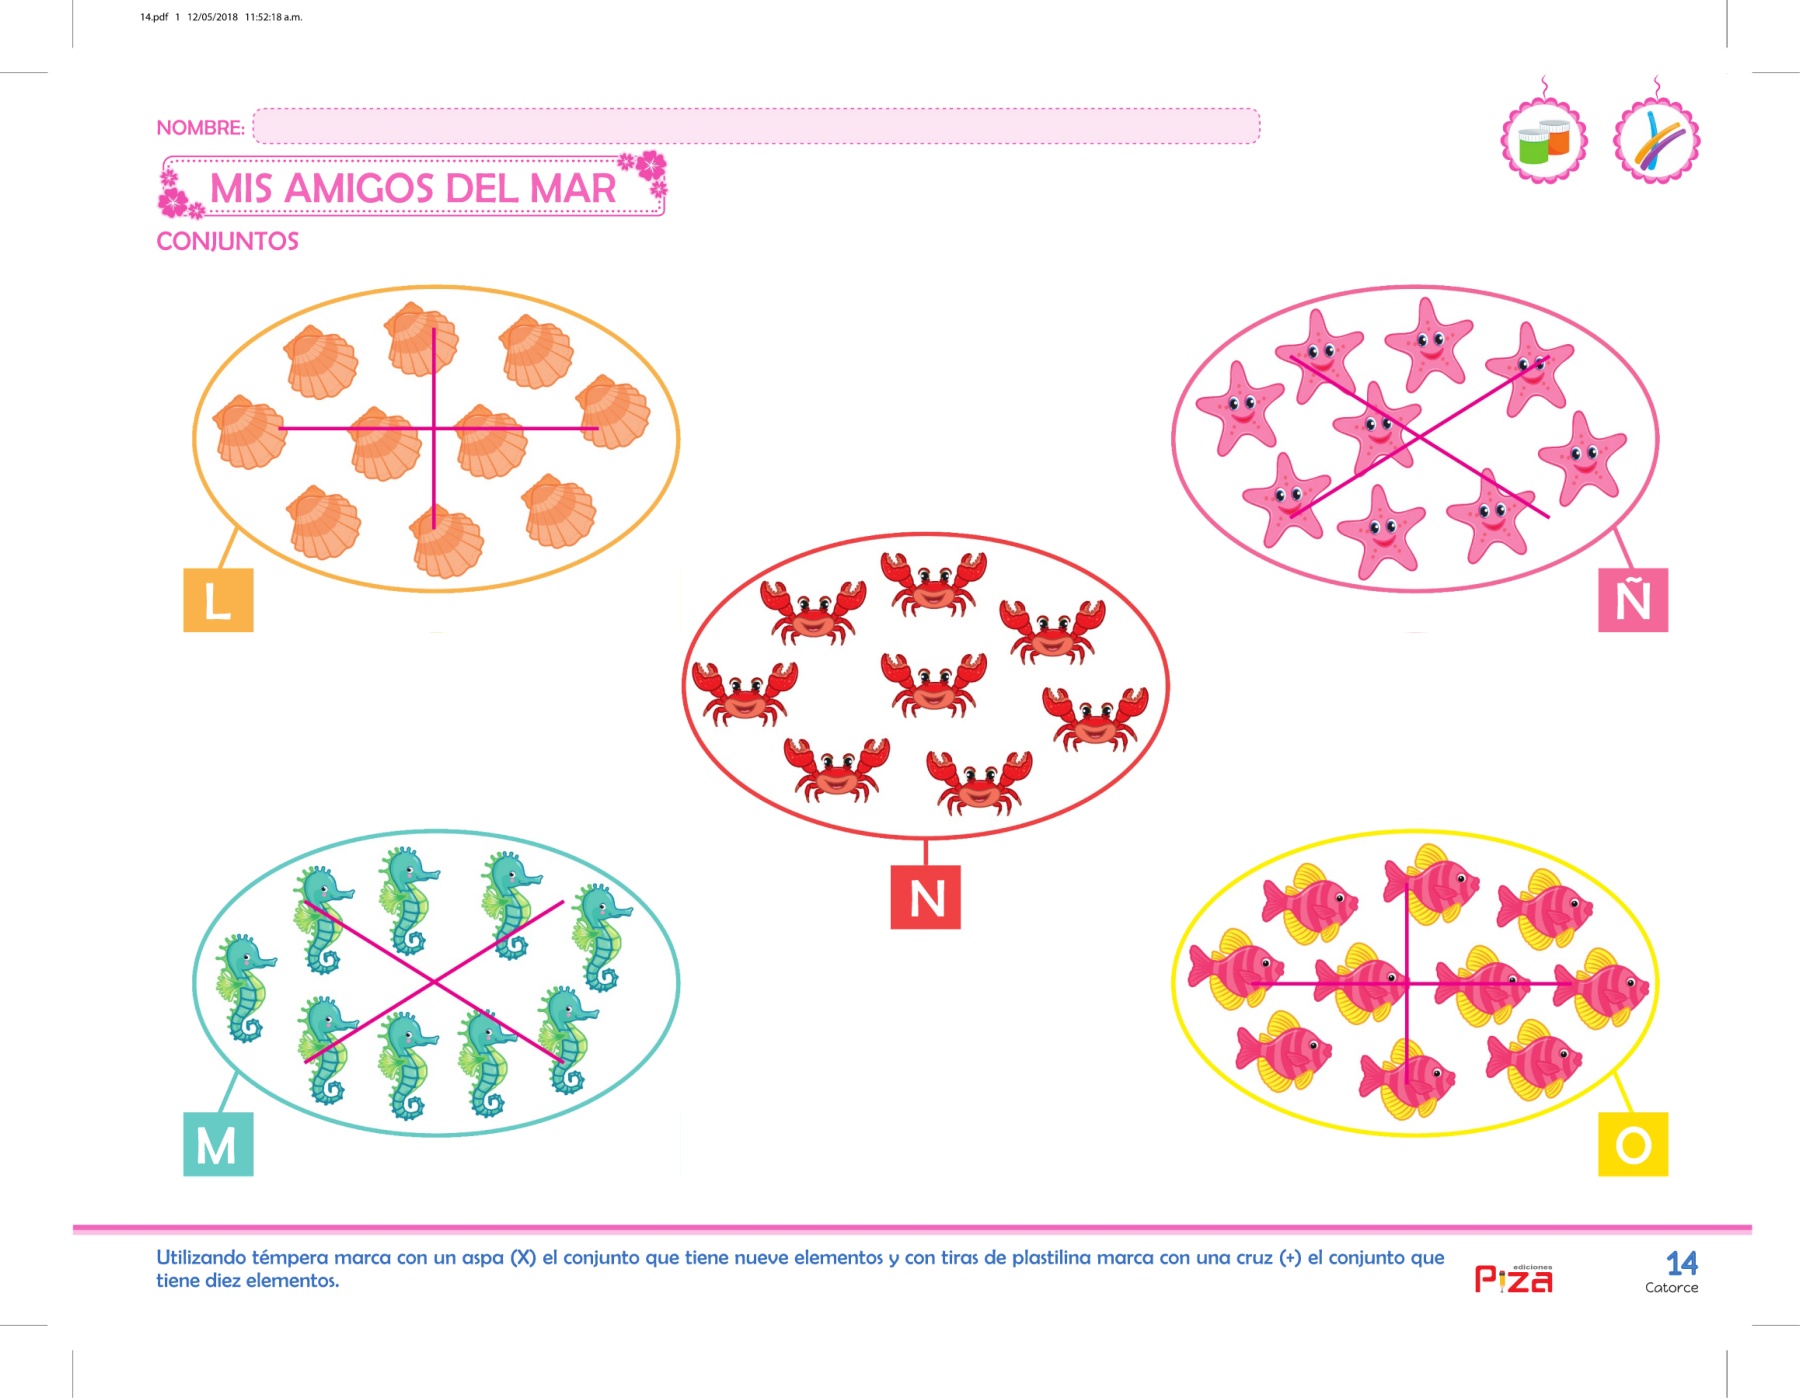 14.pdf 1 12/05/2018 11:52:18 a.m.
NOMBRE:
MIS AMIGOS DEL MAR
CONJUNTOS
L
Ñ
N
M
O
Utilizando témpera marca con un aspa (X) el conjunto que tiene nueve elementos y con tiras de plastilina marca con una cruz (+) el conjunto que
tiene diez elementos.
ediciones
Piza
14
Catorce